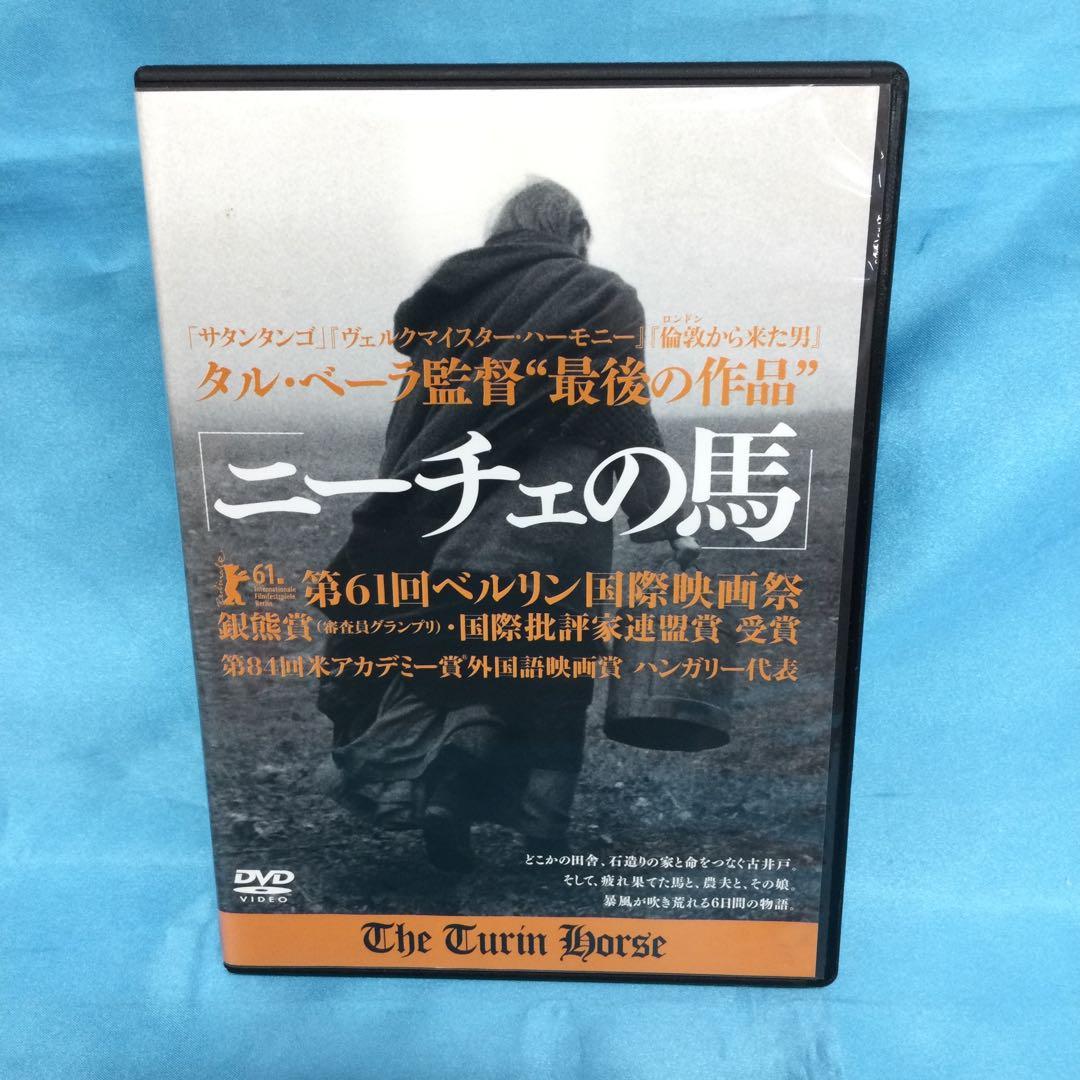 「サタンタンゴ」『ヴェルクマイスター・ハーモニー』『倫敦から来た男』
ロンドン
タル・ベーラ監督“最後の作品”
「ニーチェの馬」
61.
Internationale
Filmfestspiele
Berlin
Berlinale
第61回ベルリン国際映画祭
銀熊賞(審査員グランプリ)・国際批評家連盟賞 受賞
第84回米アカデミー賞®外国語映画賞 ハンガリー代表
どこかの田舎、石造りの家と命をつなぐ古井戸。
そして、疲れ果てた馬と、農夫と、その娘。
暴風が吹き荒れる6日間の物語。
DVD
VIDEO
The Turin Horse